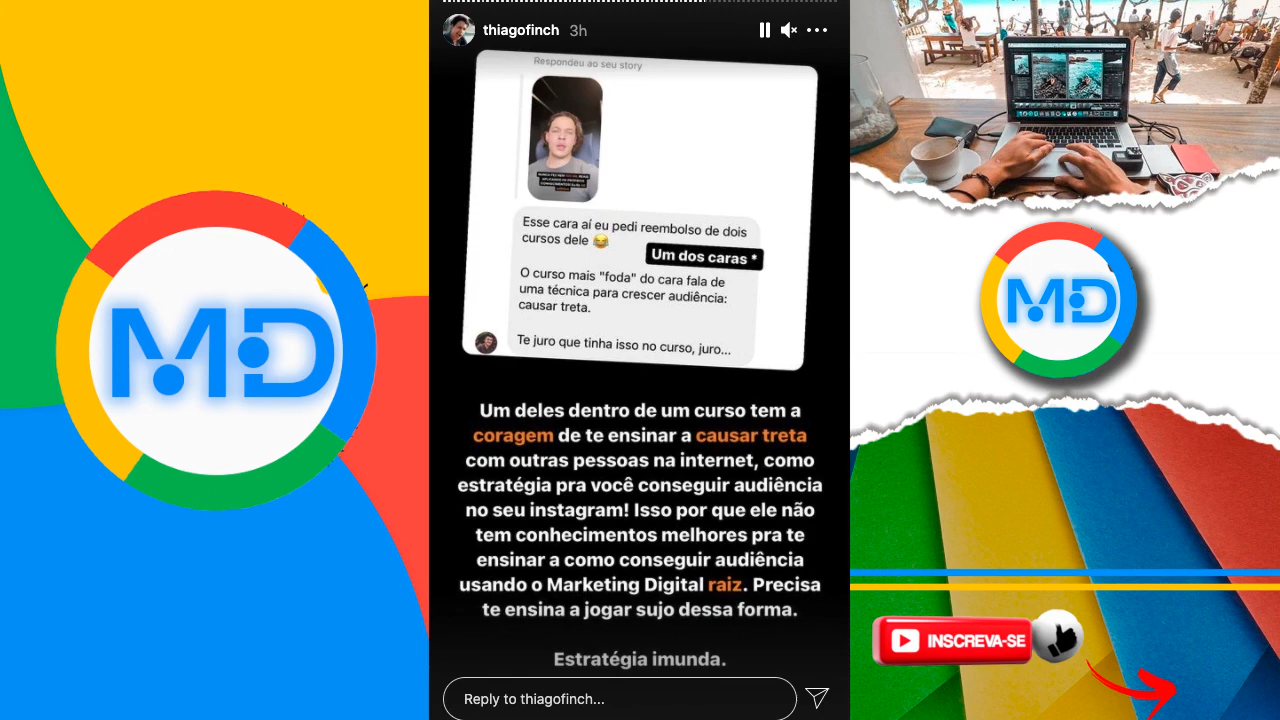 MD
thiagofinch 3h
Respondeu ao seu story
Esse cara aí eu pedi reembolso de dois
cursos dele 😂
Um dos caras *
O curso mais "foda" do cara fala de
uma técnica para crescer audiência:
causar treta.
Te juro que tinha isso no curso, juro...
Um deles dentro de um curso tem a
coragem de te ensinar a causar treta
com outras pessoas na internet, como
estratégia pra você conseguir audiência
no seu instagram! Isso por que ele não
tem conhecimentos melhores pra te
ensinar a como conseguir audiência
usando o Marketing Digital raiz. Precisa
te ensina a jogar sujo dessa forma.
Estratégia imunda.
Reply to thiagofinch...
MD
INSCREVA-SE